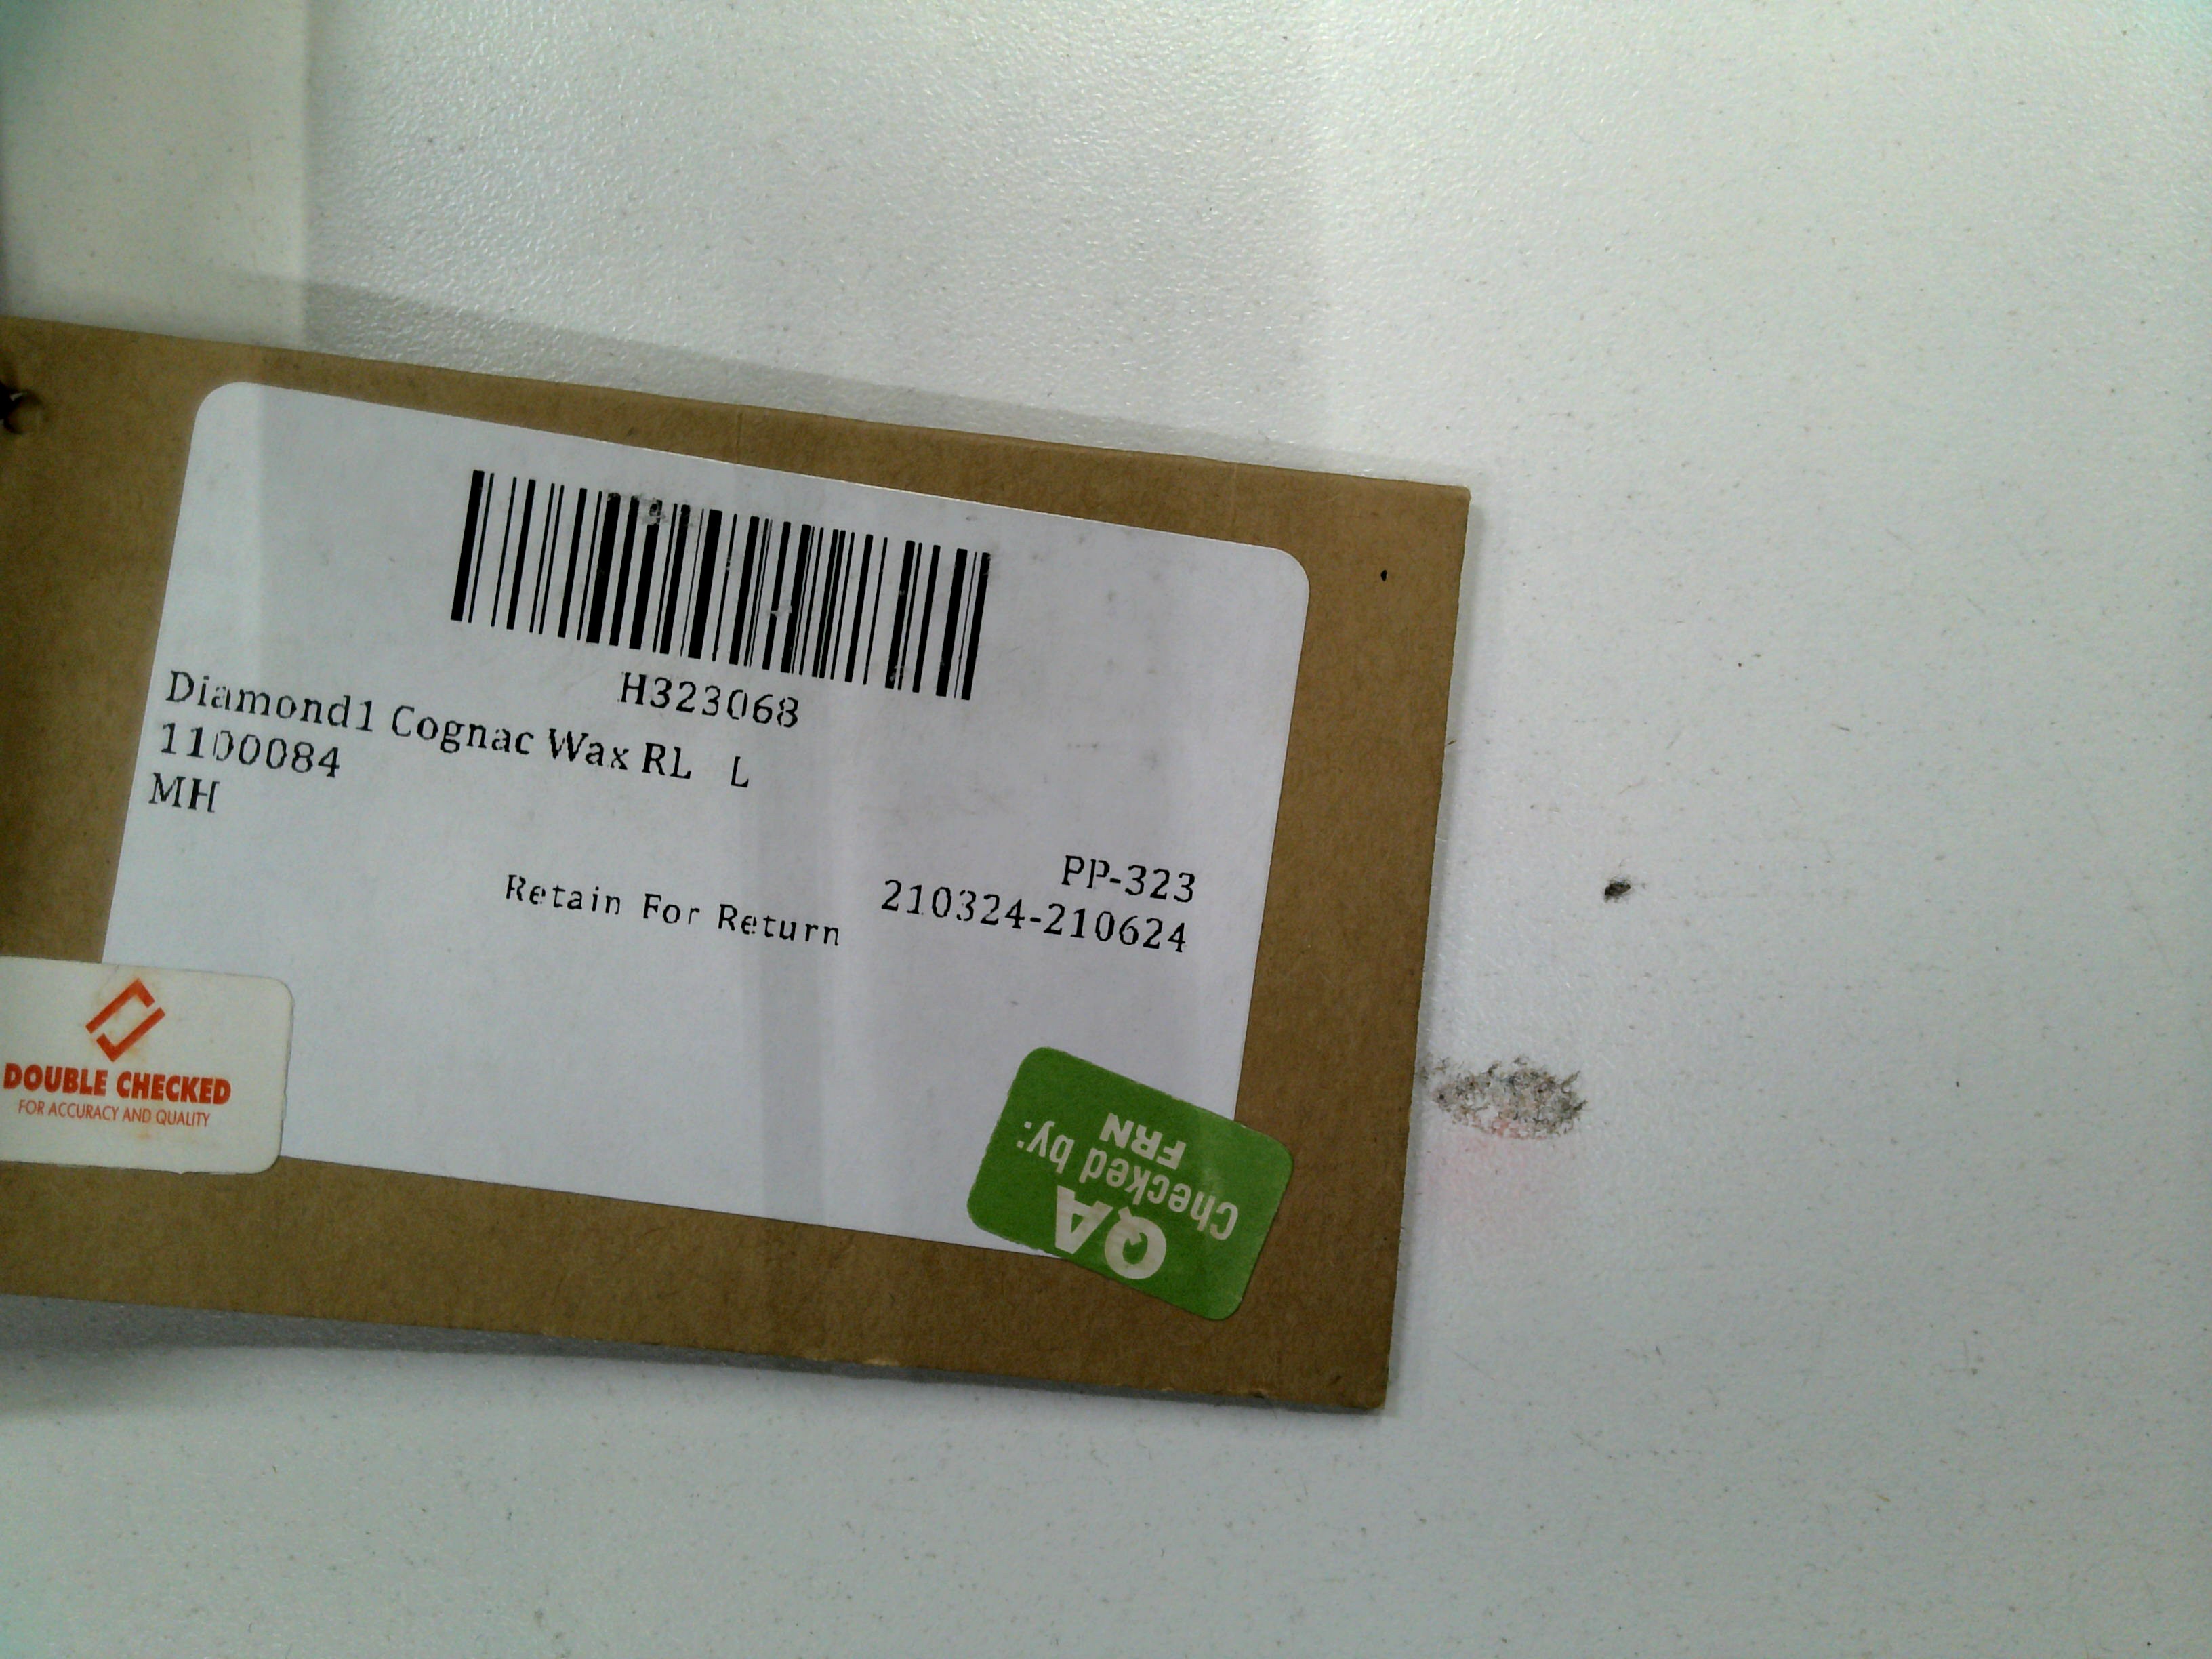 H323068
Diamond1 Cognac Wax RL L
1100084
MH
PP-323
Retain For Return
210324-210624
DOUBLE CHECKED
FOR ACCURACY AND QUALITY
QA
Checked by:
FRN